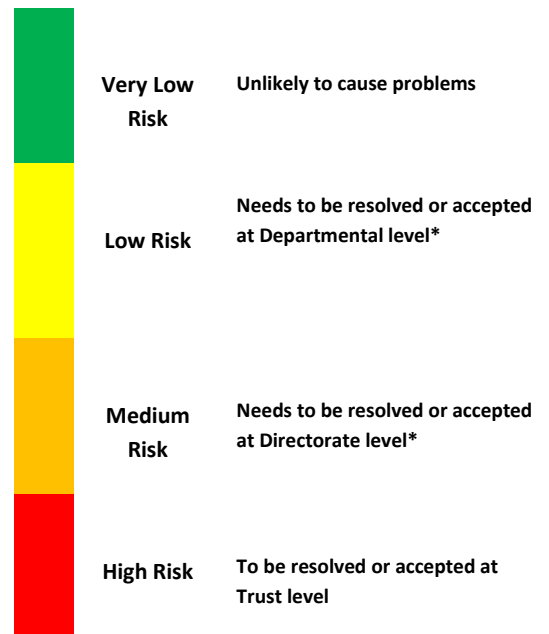 Very Low
Risk
Unlikely to cause problems
Low Risk
Needs to be resolved or accepted
at Departmental level*
Medium
Risk
Needs to be resolved or accepted
at Directorate level*
High Risk
To be resolved or accepted at
Trust level